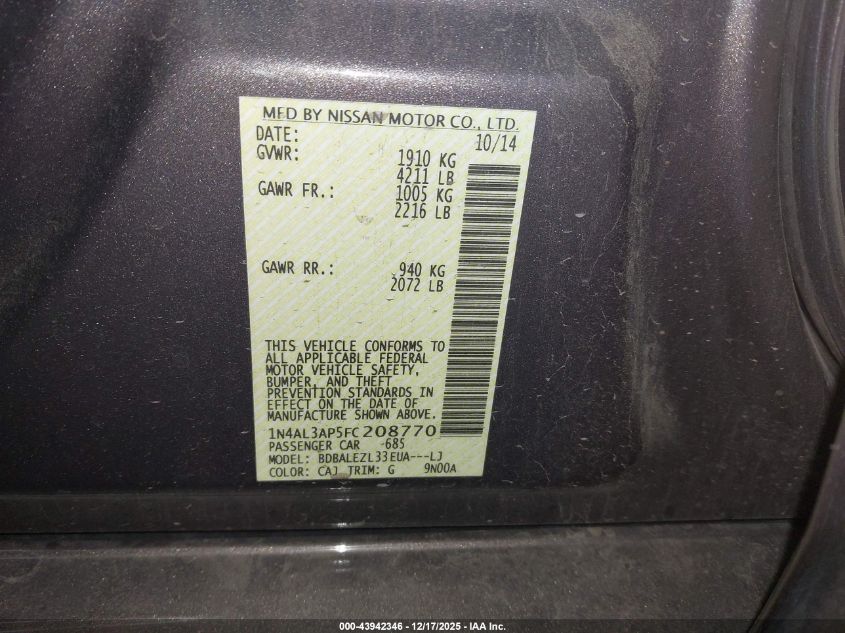 MFD BY NISSAN MOTOR CO., LTD.
DATE: 10/14
GVWR: 1910 KG
4211 LB
GAWR FR.: 1005 KG
2216 LB
GAWR RR.: 940 KG
2072 LB
THIS VEHICLE CONFORMS TO
ALL APPLICABLE FEDERAL
MOTOR VEHICLE SAFETY,
BUMPER, AND THEFT
PREVENTION STANDARDS IN
EFFECT ON THE DATE OF
MANUFACTURE SHOWN ABOVE.
1N4AL3AP5FC208770
PASSENGER CAR -685
MODEL: BDBALEZL33EUA---LJ
COLOR: CAJ TRIM: G 9N00A
000-43942346 - 12/17/2025 - IAA Inc.